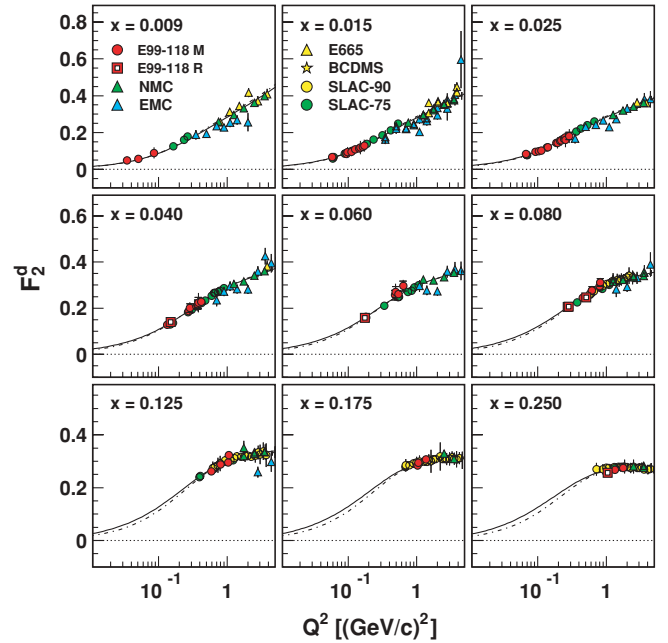 0.8
0.6
0.4
0.2
0
x = 0.009
E99-118 M
E99-118 R
NMC
EMC
x = 0.015
E665
BCDMS
SLAC-90
SLAC-75
x = 0.025
F₂ᵈ
0.6
0.4
0.2
0
x = 0.040
x = 0.060
x = 0.080
0.4
0.2
0
x = 0.125
x = 0.175
x = 0.250
10⁻¹ 1 10⁻¹ 1 10⁻¹ 1
Q² [(GeV/c)²]